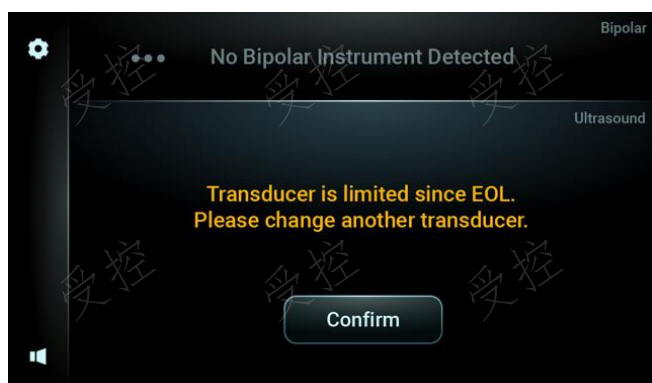 Bipolar
No Bipolar Instrument Detected
Ultrasound
Transducer is limited since EOL.
Please change another transducer.
Confirm
受控
受控
受控
受控
受控
受控